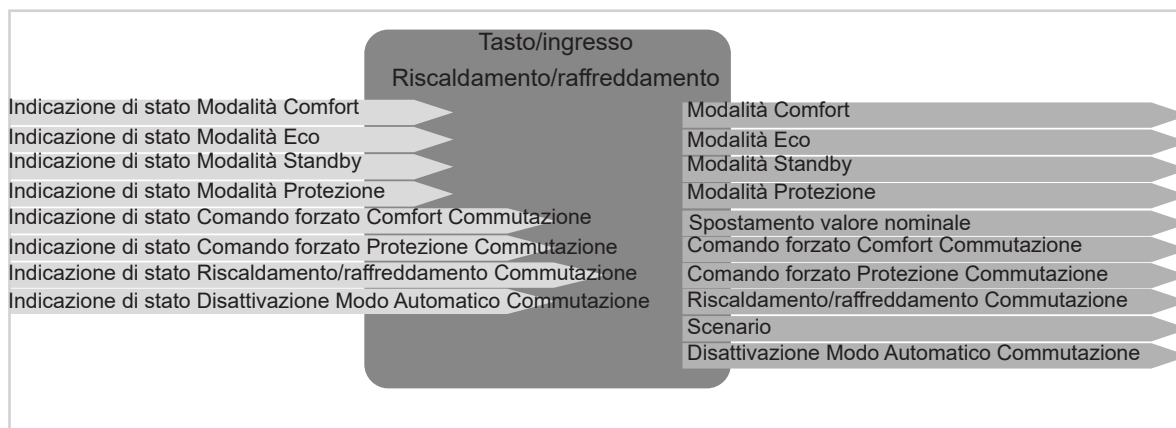 Tasto/ingresso
Riscaldamento/raffreddamento
Indicazione di stato Modalità Comfort
Indicazione di stato Modalità Eco
Indicazione di stato Modalità Standby
Indicazione di stato Modalità Protezione
Indicazione di stato Comando forzato Comfort Commutazione
Indicazione di stato Comando forzato Protezione Commutazione
Indicazione di stato Riscaldamento/raffreddamento Commutazione
Indicazione di stato Disattivazione Modo Automatico Commutazione
Modalità Comfort
Modalità Eco
Modalità Standby
Modalità Protezione
Spostamento valore nominale
Comando forzato Comfort Commutazione
Comando forzato Protezione Commutazione
Riscaldamento/raffreddamento Commutazione
Scenario
Disattivazione Modo Automatico Commutazione